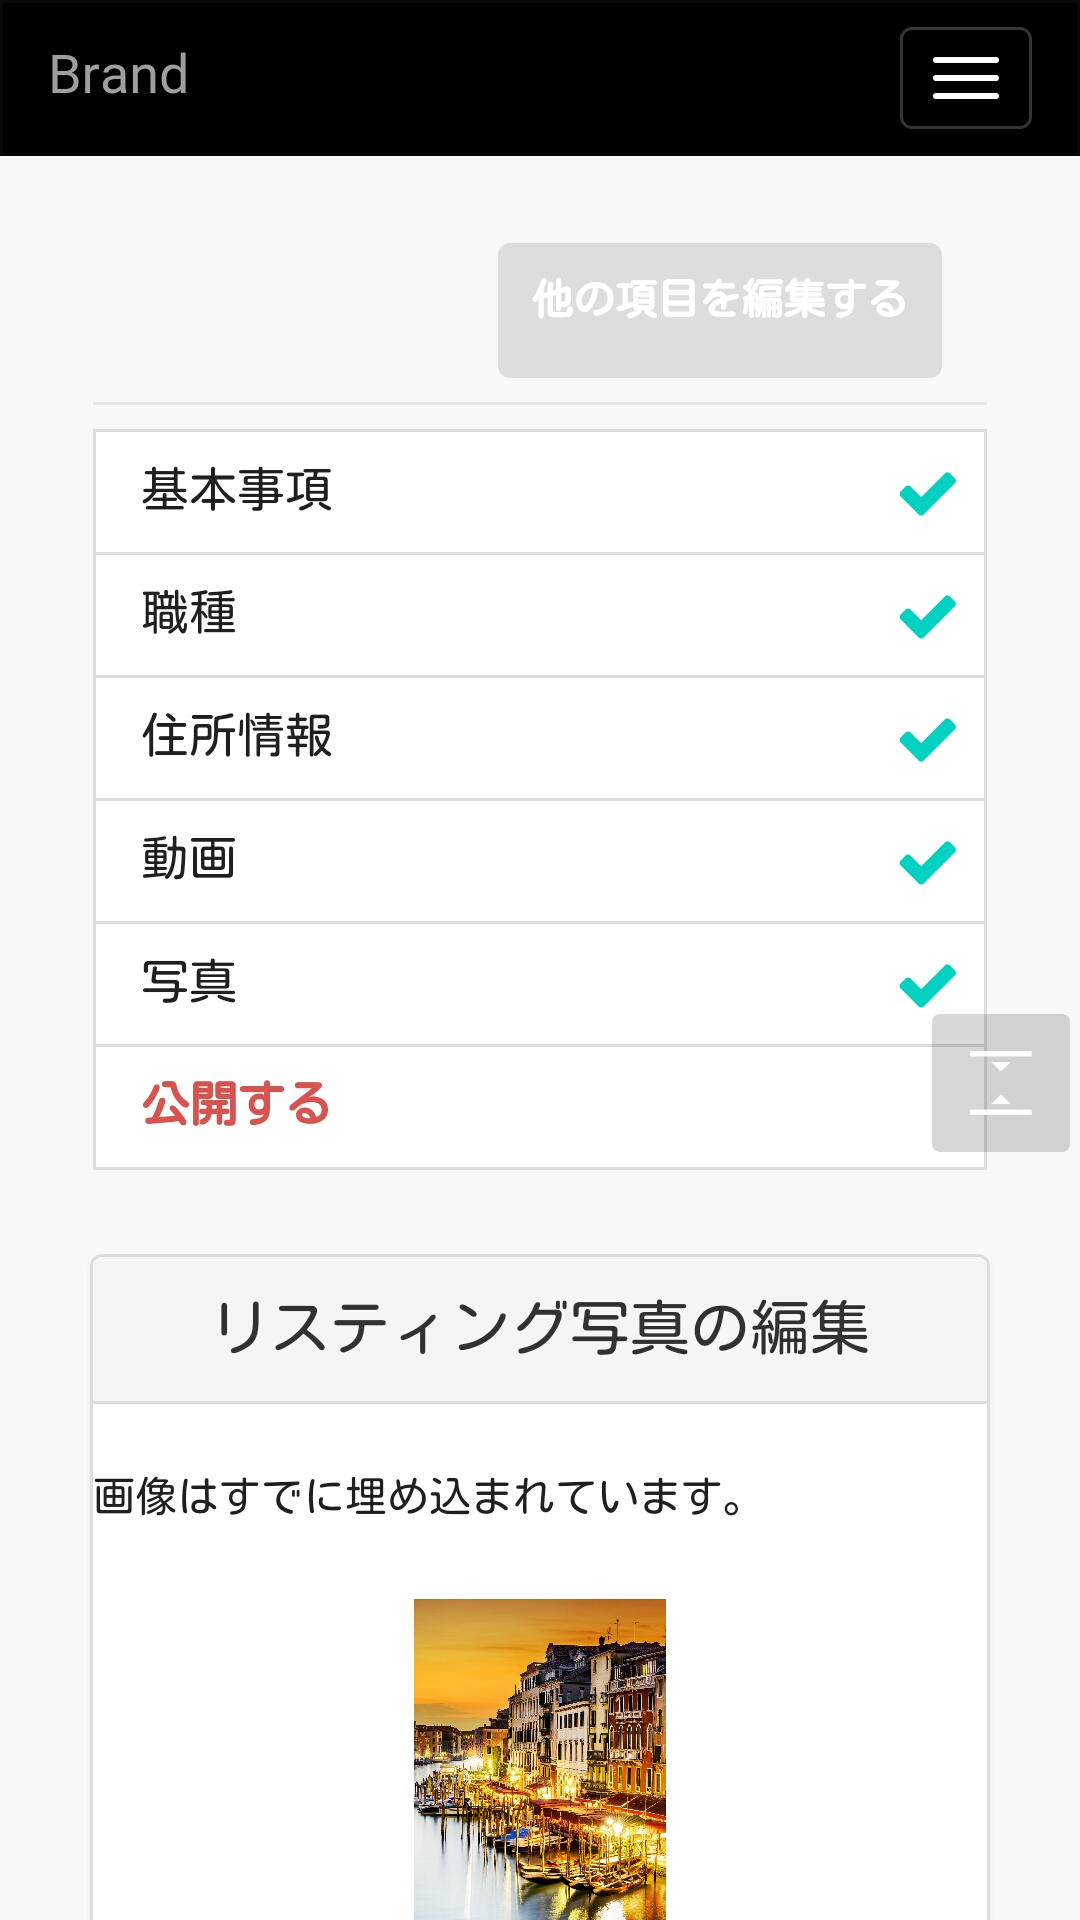 Brand
他の項目を編集する
基本事項
職種
住所情報
動画
写真
公開する
リスティング写真の編集
画像はすでに埋め込まれています。